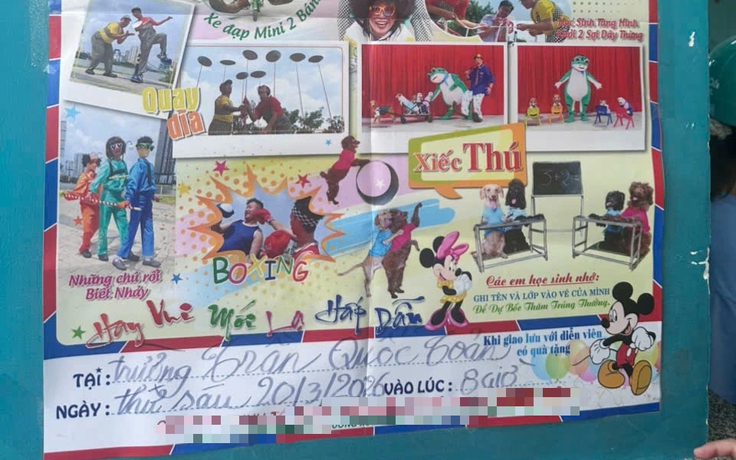 Xe đạp Mini 2 Bánh
Học Sinh Tàng Hình
Quay
dĩa
Xiếc Thú
BOXING
Những chú rối
Biết Nhảy
Các em học sinh nhớ:
GHI TÊN VÀ LỚP VÀO VÉ CỦA MÌNH
Để Dự Bốc Thăm Trúng Thưởng.
Hay Vui Mới Lạ Hấp Dẫn
Khi giao lưu với diễn viên
có quà tặng
TẠI: trường Trần Quốc Toản
NGÀY: thứ sáu 20/3/2026 VÀO LÚC: 8 giờ